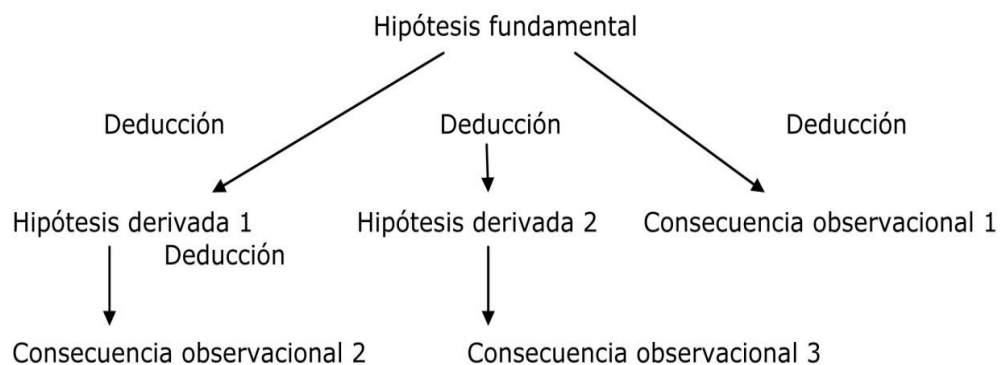 Hipótesis fundamental
Deducción Deducción Deducción
Hipótesis derivada 1 Hipótesis derivada 2 Consecuencia observacional 1
Deducción
Consecuencia observacional 2 Consecuencia observacional 3